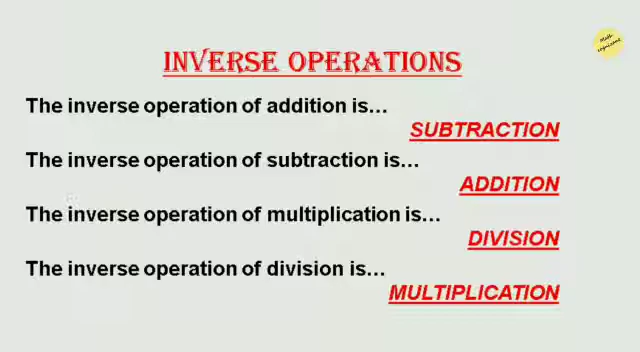 INVERSE OPERATIONS
The inverse operation of addition is...
SUBTRACTION
The inverse operation of subtraction is...
ADDITION
The inverse operation of multiplication is...
DIVISION
The inverse operation of division is...
MULTIPLICATION
Math